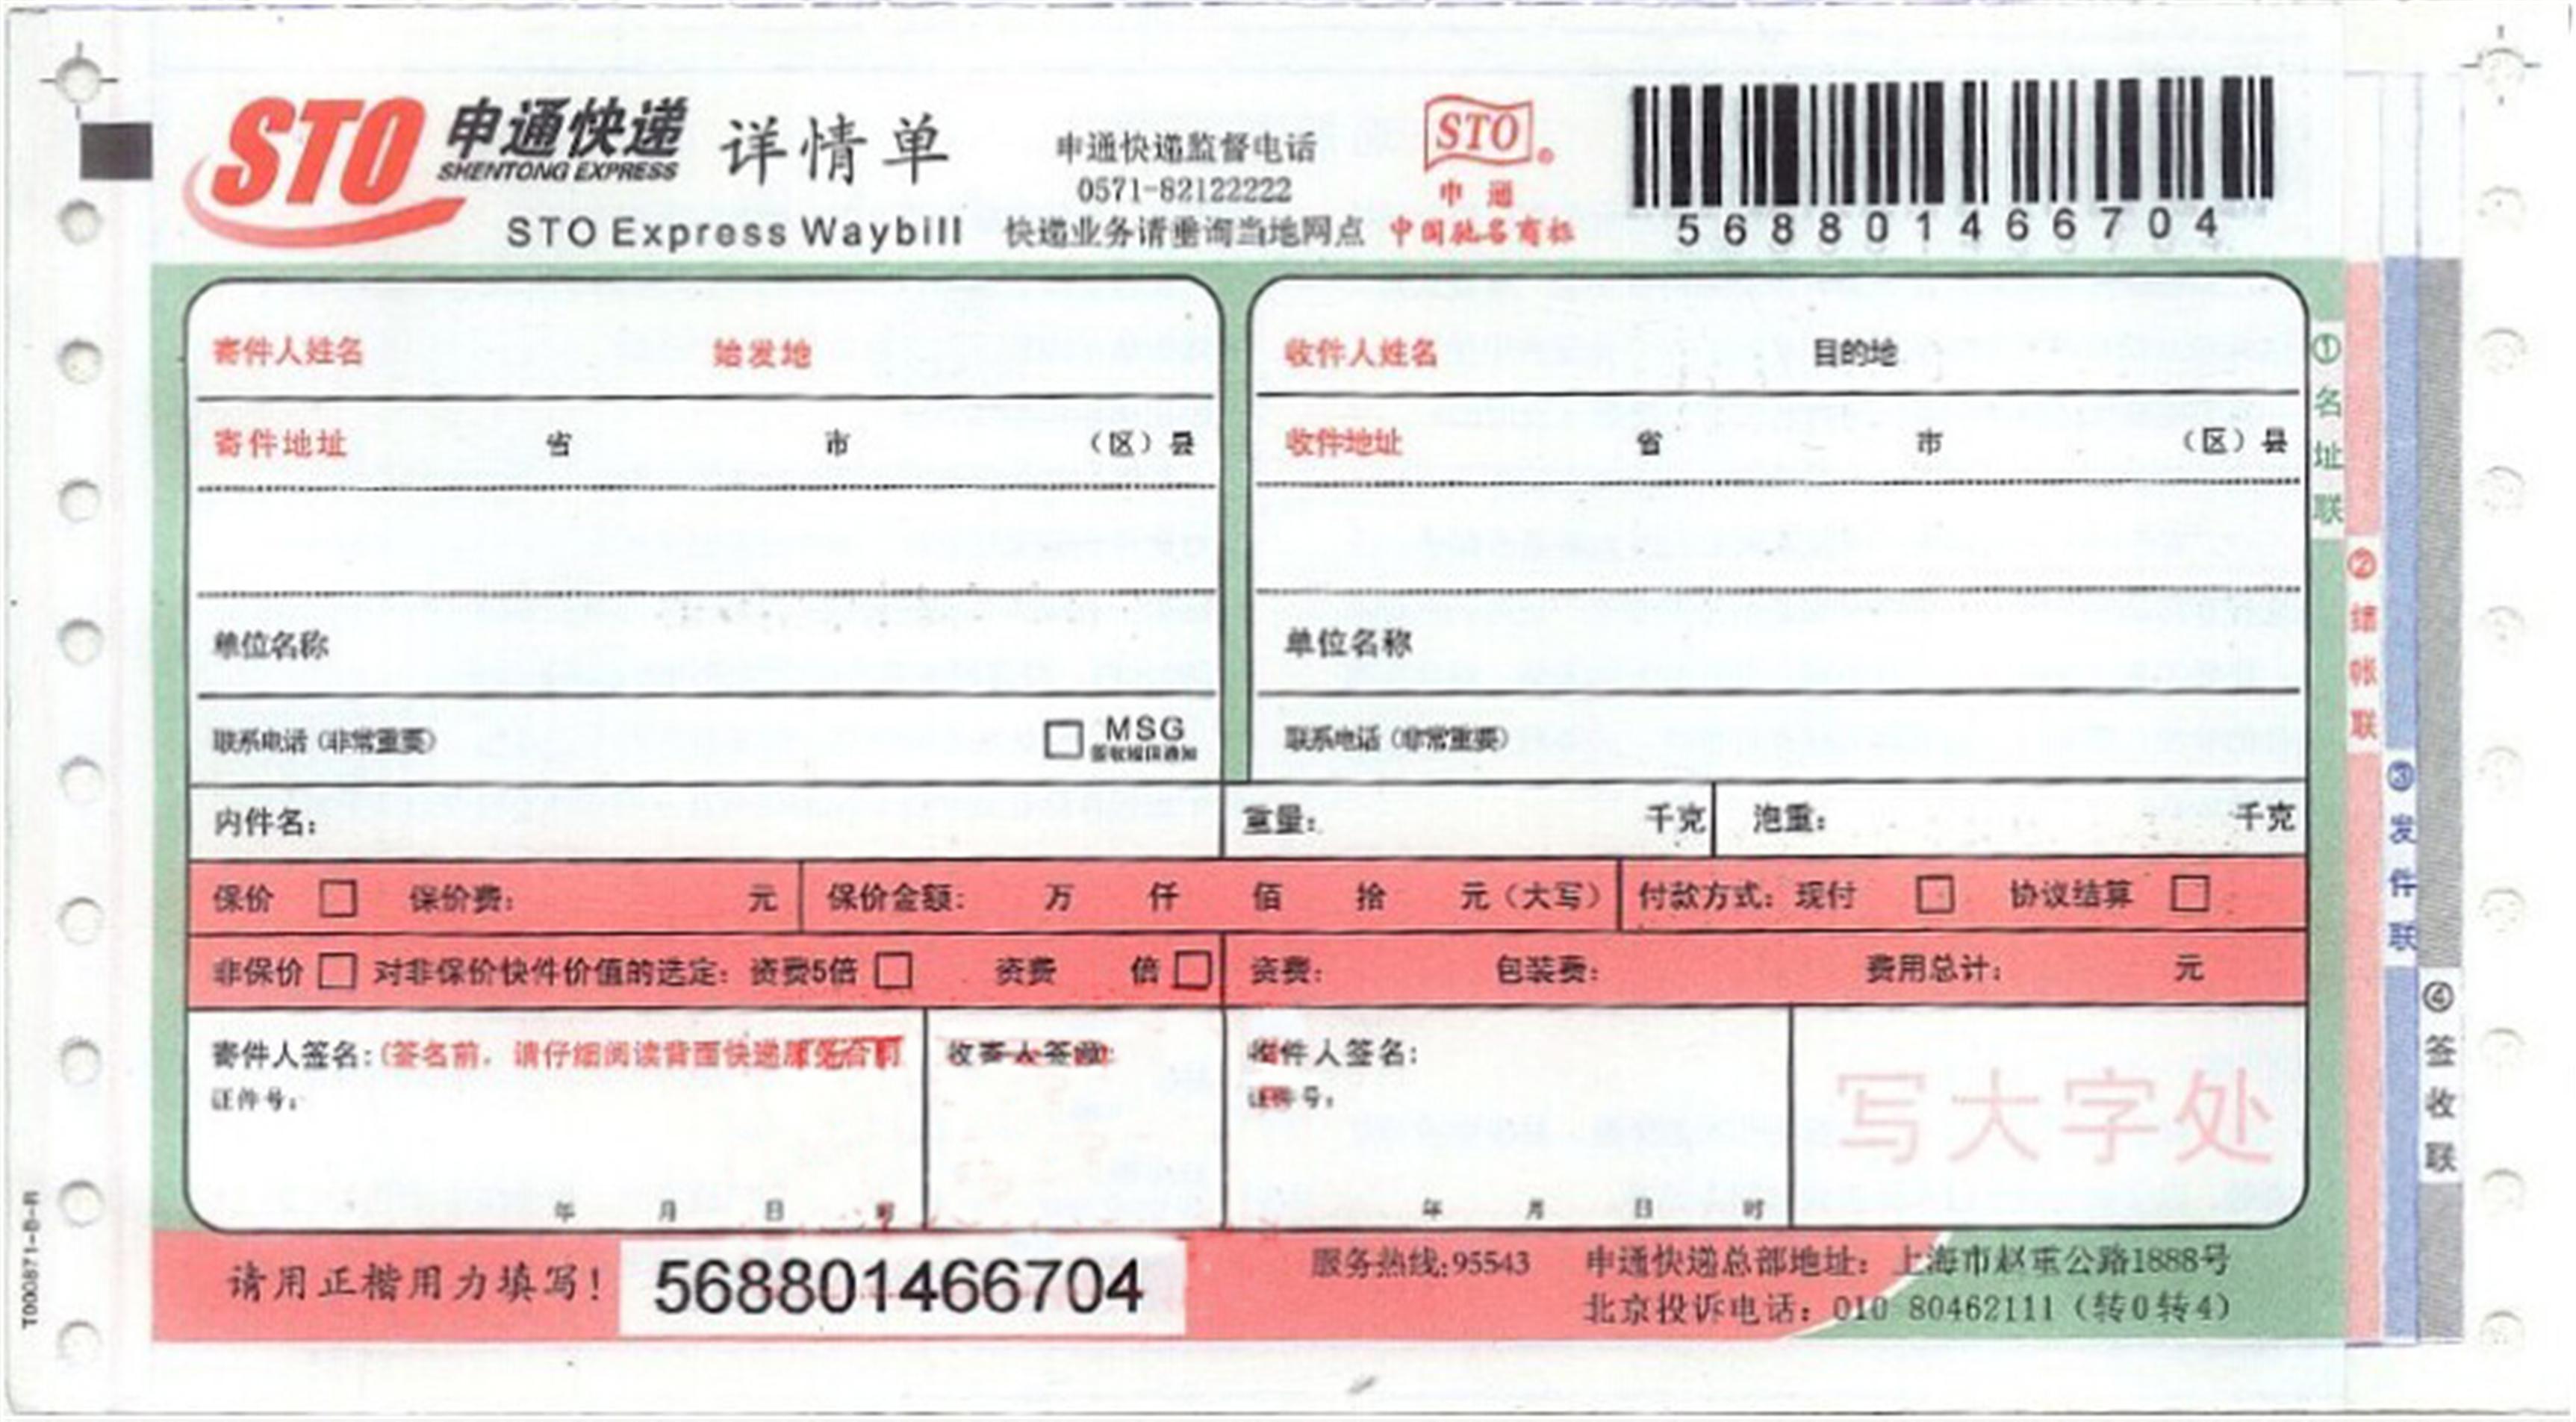 STO 申通快递 详情单
SHENTONG EXPRESS
STO Express Waybill
申通快递监督电话
0571-82122222
快递业务请垂询当地网点
STO ®
申通
中国驰名商标
568801466704
寄件人姓名 始发地
寄件地址 省 市 （区）县
单位名称
联系电话（非常重要） MSG
收件人姓名 目的地
收件地址 省 市 （区）县
单位名称
联系电话（非常重要）
内件名： 重量： 千克 泡重： 千克
保价 保价费： 元 保价金额： 万 仟 佰 拾 元（大写） 付款方式：现付 协议结算
非保价 对非保价快件价值的选定：资费5倍 资费 倍 资费： 包装费： 费用总计： 元
寄件人签名：（签名前，请仔细阅读背面快递服务合同
证件号：
年 月 日 时
收寄人签章：
收件人签名：
证件号：
年 月 日 时
写大字处
请用正楷用力填写！ 568801466704
服务热线:95543 申通快递总部地址：上海市赵重公路1888号
北京投诉电话：010 80462111（转0转4）
①名址联
②结帐联
③发件联
④签收联
T000871-B-R